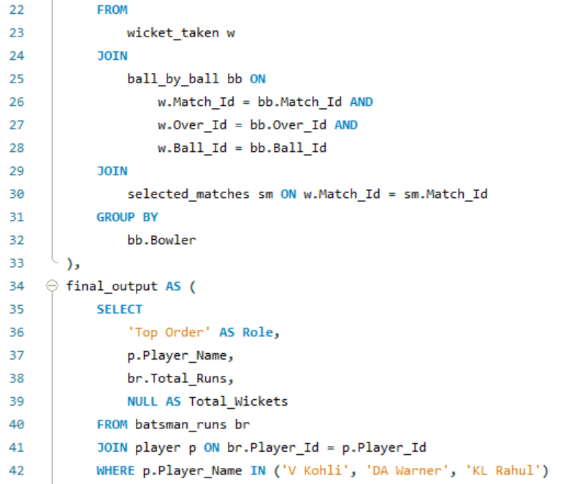 22 FROM
23 wicket_taken w
24 JOIN
25 ball_by_ball bb ON
26 w.Match_Id = bb.Match_Id AND
27 w.Over_Id = bb.Over_Id AND
28 w.Ball_Id = bb.Ball_Id
29 JOIN
30 selected_matches sm ON w.Match_Id = sm.Match_Id
31 GROUP BY
32 bb.Bowler
33 ),
34 final_output AS (
35 SELECT
36 'Top Order' AS Role,
37 p.Player_Name,
38 br.Total_Runs,
39 NULL AS Total_Wickets
40 FROM batsman_runs br
41 JOIN player p ON br.Player_Id = p.Player_Id
42 WHERE p.Player_Name IN ('V Kohli', 'DA Warner', 'KL Rahul')